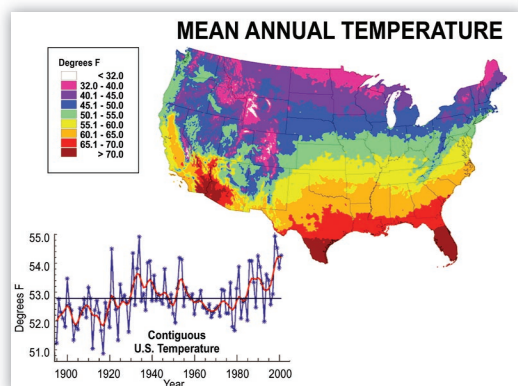 MEAN ANNUAL TEMPERATURE
Degrees F
< 32.0
32.0 - 40.0
40.1 - 45.0
45.1 - 50.0
50.1 - 55.0
55.1 - 60.0
60.1 - 65.0
65.1 - 70.0
> 70.0
55.0
54.0
53.0
52.0
51.0
Degrees F
Contiguous
U.S. Temperature
1900 1920 1940 1960 1980 2000
Year